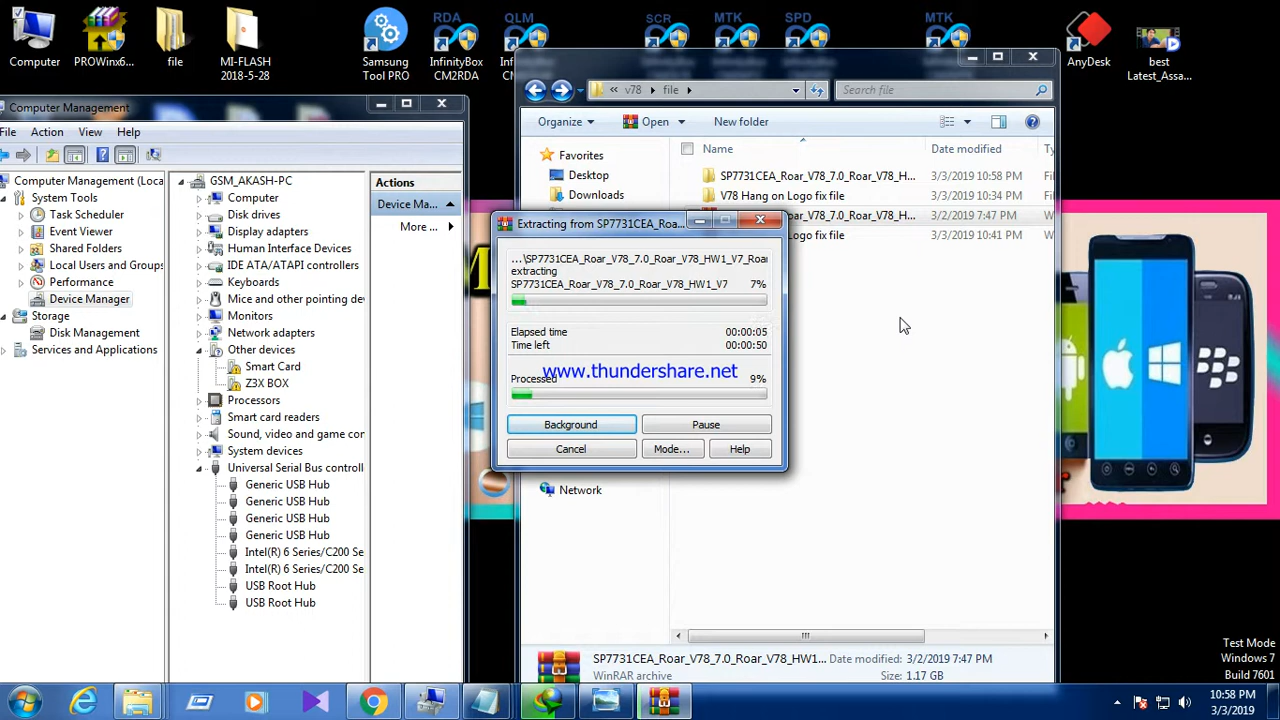 RDA
QLM
SCR
MTK
SPD
MTK
Computer
PROWinx6...
file
MI-FLASH
2018-5-28
Samsung
Tool PRO
InfinityBox
CM2RDA
InfinityBox
InfinityBox
InfinityBox
InfinityBox
InfinityBox
AnyDesk
best
Latest_Assa...
Computer Management
File Action View Help
Computer Management (Loca
System Tools
Task Scheduler
Event Viewer
Shared Folders
Local Users and Groups
Performance
Device Manager
Storage
Disk Management
Services and Applications
GSM_AKASH-PC
Computer
Disk drives
Display adapters
Human Interface Devices
IDE ATA/ATAPI controllers
Keyboards
Mice and other pointing dev
Monitors
Network adapters
Other devices
Smart Card
Z3X BOX
Processors
Smart card readers
Sound, video and game con
System devices
Universal Serial Bus controll
Generic USB Hub
Generic USB Hub
Generic USB Hub
Generic USB Hub
Intel(R) 6 Series/C200 Se
Intel(R) 6 Series/C200 Se
USB Root Hub
USB Root Hub
Actions
Device Ma...
More ...
« v78 file
Search file
Organize Open New folder
Name Date modified Ty
Favorites
Desktop
Downloads
Network
SP7731CEA_Roar_V78_7.0_Roar_V78_H... 3/3/2019 10:58 PM Fi
V78 Hang on Logo fix file 3/3/2019 10:34 PM Fi
_Roar_V78_7.0_Roar_V78_H... 3/2/2019 7:47 PM W
Logo fix file 3/3/2019 10:41 PM W
Extracting from SP7731CEA_Roa...
...\SP7731CEA_Roar_V78_7.0_Roar_V78_HW1_V7_Roar
extracting
SP7731CEA_Roar_V78_7.0_Roar_V78_HW1_V7 7%
Elapsed time 00:00:05
Time left 00:00:50
www.thundershare.net
Processed 9%
Background Pause
Cancel Mode... Help
SP7731CEA_Roar_V78_7.0_Roar_V78_HW1... Date modified: 3/2/2019 7:47 PM
WinRAR archive Size: 1.17 GB
Test Mode
Windows 7
Build 7601
10:58 PM
3/3/2019